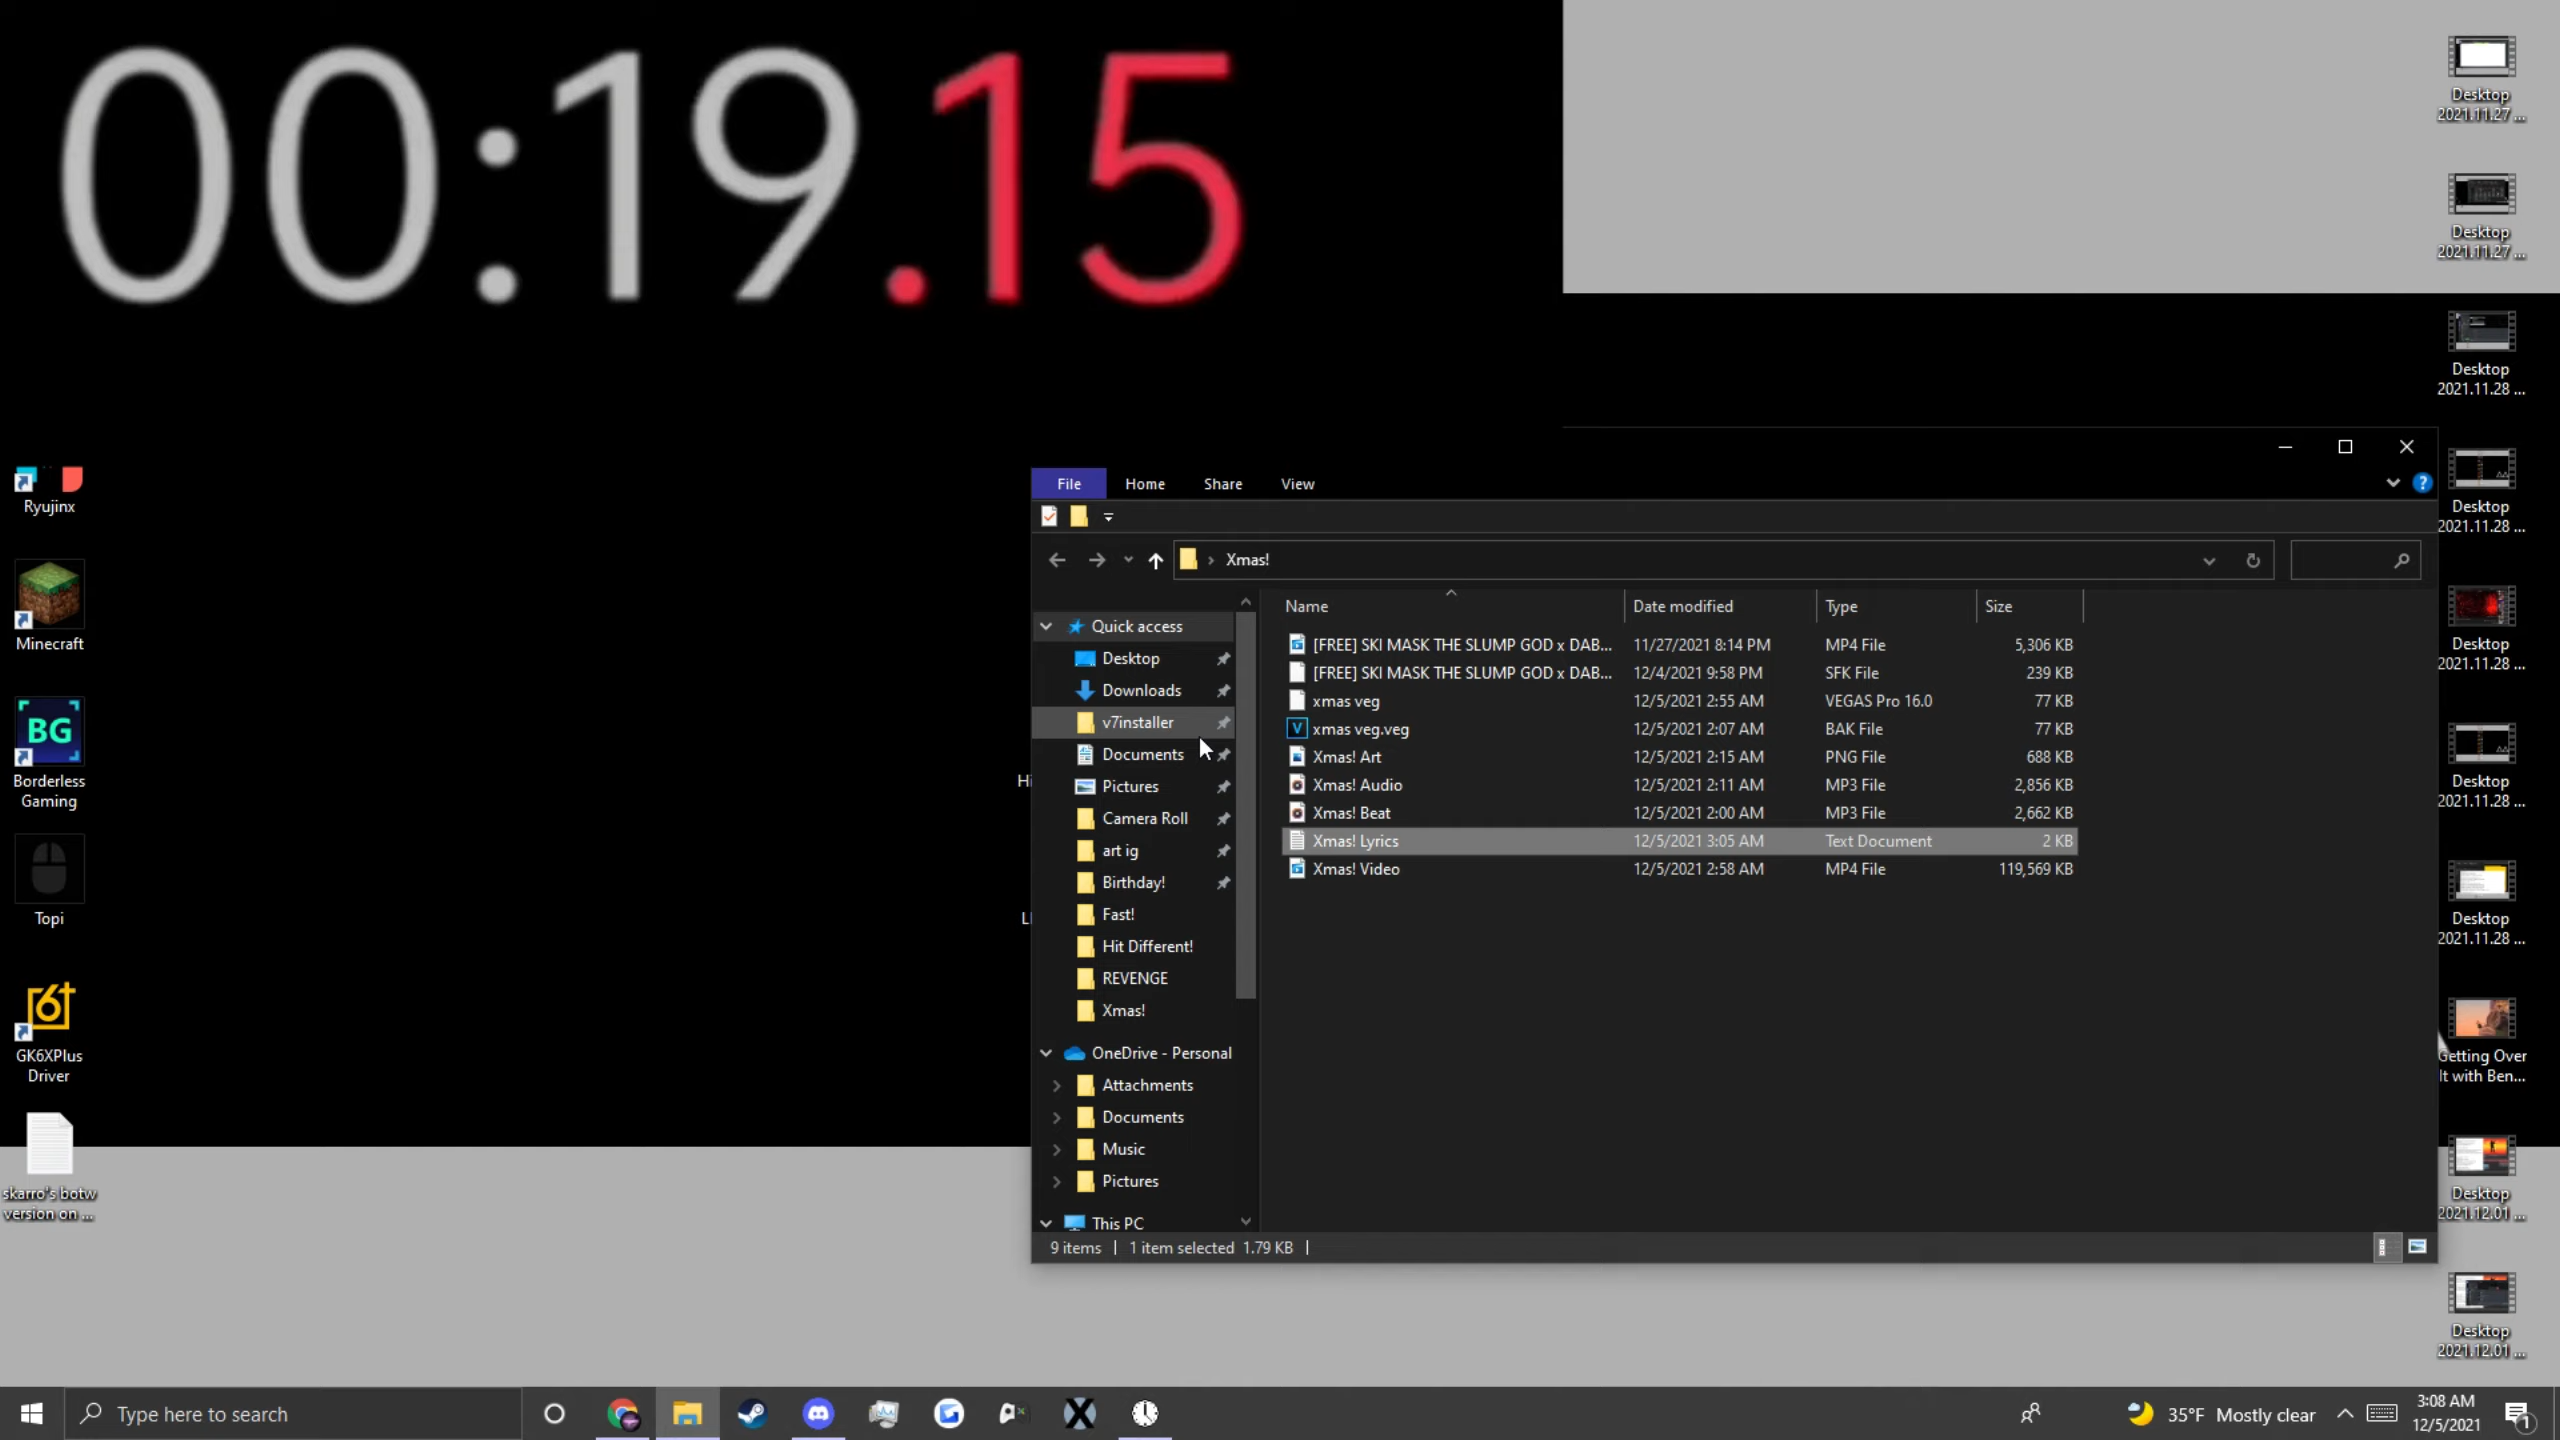 00:19.15
Ryujinx
Minecraft
BG
Borderless
Gaming
Topi
GK6XPlus
Driver
skarro's botw
version on ...
Hi
File
Home
Share
View
Xmas!
Quick access
Desktop
Downloads
v7installer
Documents
Pictures
Camera Roll
art ig
Birthday!
Fast!
Hit Different!
REVENGE
Xmas!
OneDrive - Personal
Attachments
Documents
Music
Pictures
This PC
Name Date modified Type Size
[FREE] SKI MASK THE SLUMP GOD x DAB... 11/27/2021 8:14 PM MP4 File 5,306 KB
[FREE] SKI MASK THE SLUMP GOD x DAB... 12/4/2021 9:58 PM SFK File 239 KB
xmas veg 12/5/2021 2:55 AM VEGAS Pro 16.0 77 KB
xmas veg.veg 12/5/2021 2:07 AM BAK File 77 KB
Xmas! Art 12/5/2021 2:15 AM PNG File 688 KB
Xmas! Audio 12/5/2021 2:11 AM MP3 File 2,856 KB
Xmas! Beat 12/5/2021 2:00 AM MP3 File 2,662 KB
Xmas! Lyrics 12/5/2021 3:05 AM Text Document 2 KB
Xmas! Video 12/5/2021 2:58 AM MP4 File 119,569 KB
9 items 1 item selected 1.79 KB
Desktop
2021.11.27 ...
Desktop
2021.11.27 ...
Desktop
2021.11.28 ...
Desktop
2021.11.28 ...
Desktop
2021.11.28 ...
Desktop
2021.11.28 ...
Desktop
2021.11.28 ...
Getting Over
It with Ben...
Desktop
2021.12.01 ...
Desktop
2021.12.01 ...
Type here to search
35°F Mostly clear
3:08 AM
12/5/2021
1